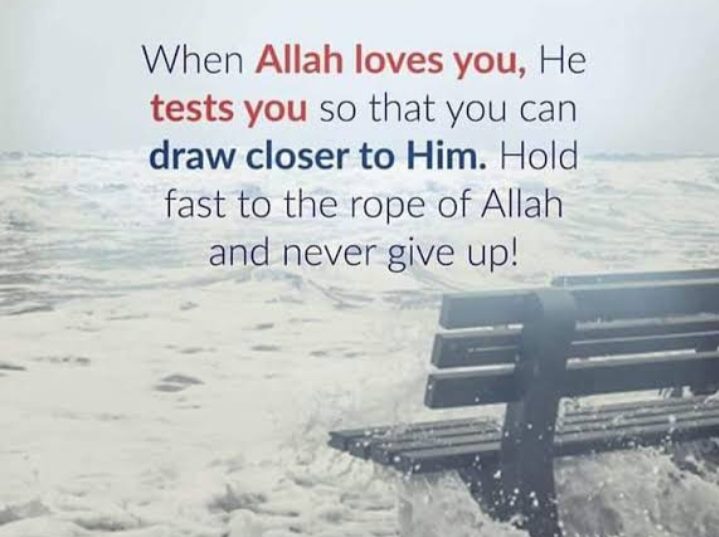 When Allah loves you, He
tests you so that you can
draw closer to Him. Hold
fast to the rope of Allah
and never give up!